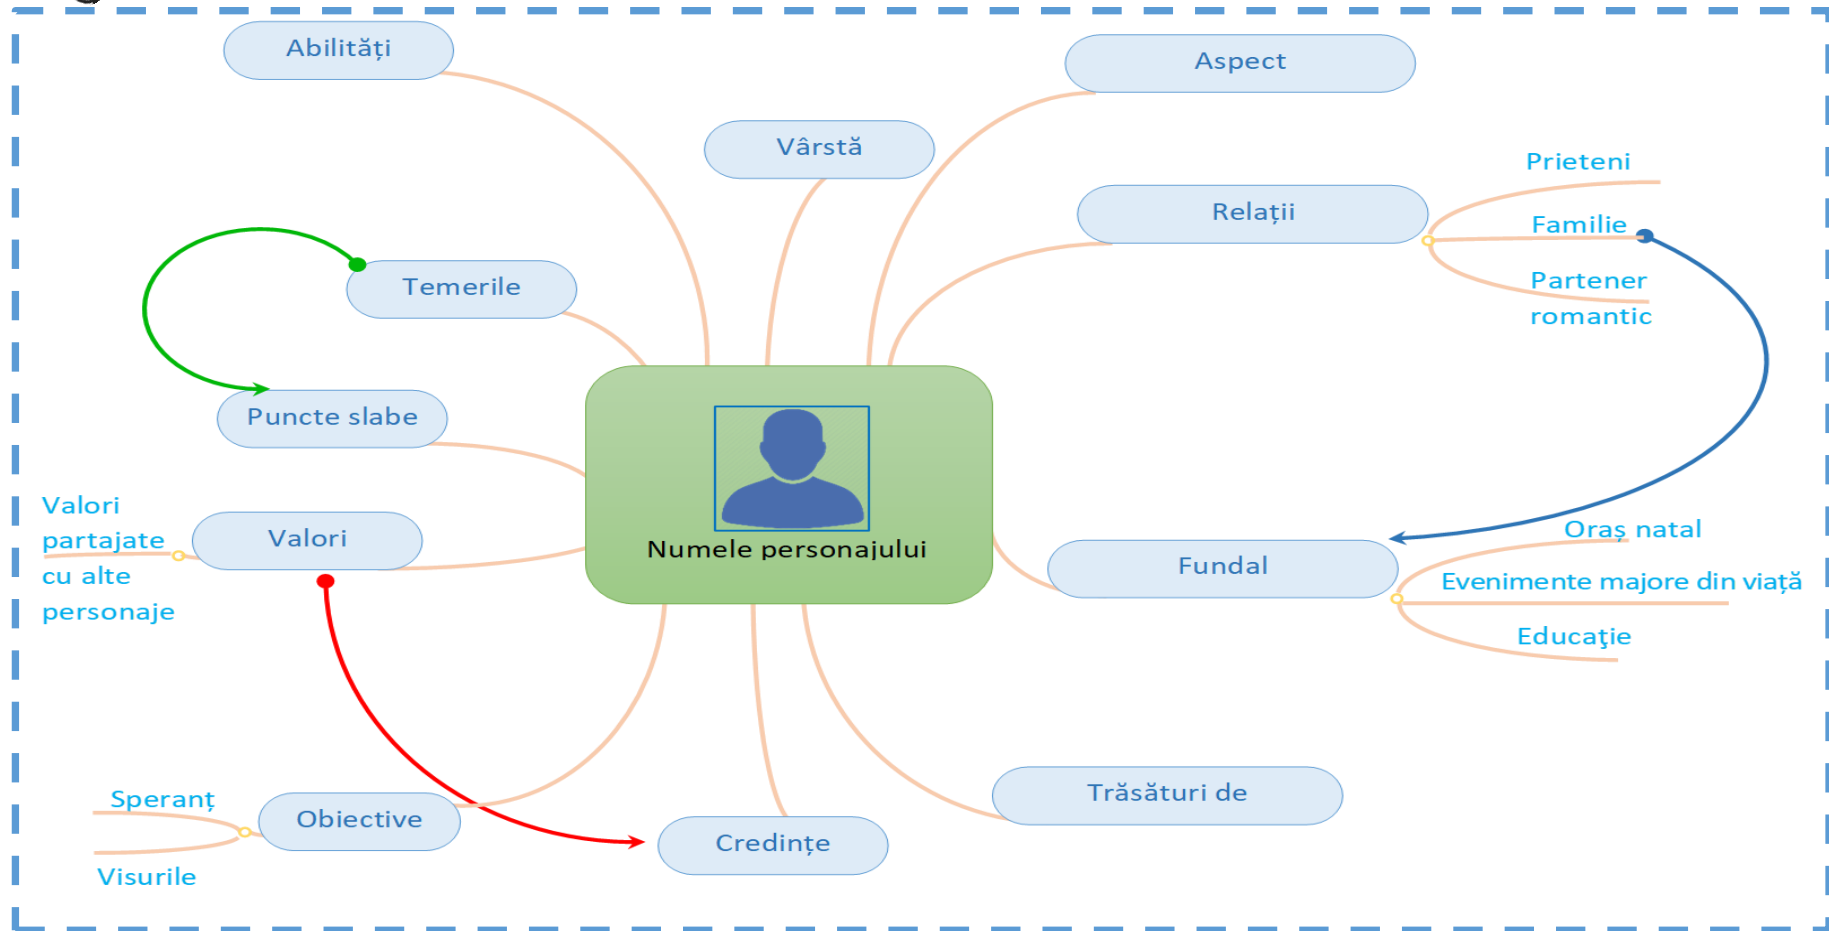 Abilități
Aspect
Vârstă
Prieteni
Relații
Familie
Partener
romantic
Temerile
Puncte slabe
Valori
partajate
cu alte
personaje
Valori
Numele personajului
Oraș natal
Fundal
Evenimente majore din viață
Educaţie
Speranț
Obiective
Visurile
Credințe
Trăsături de